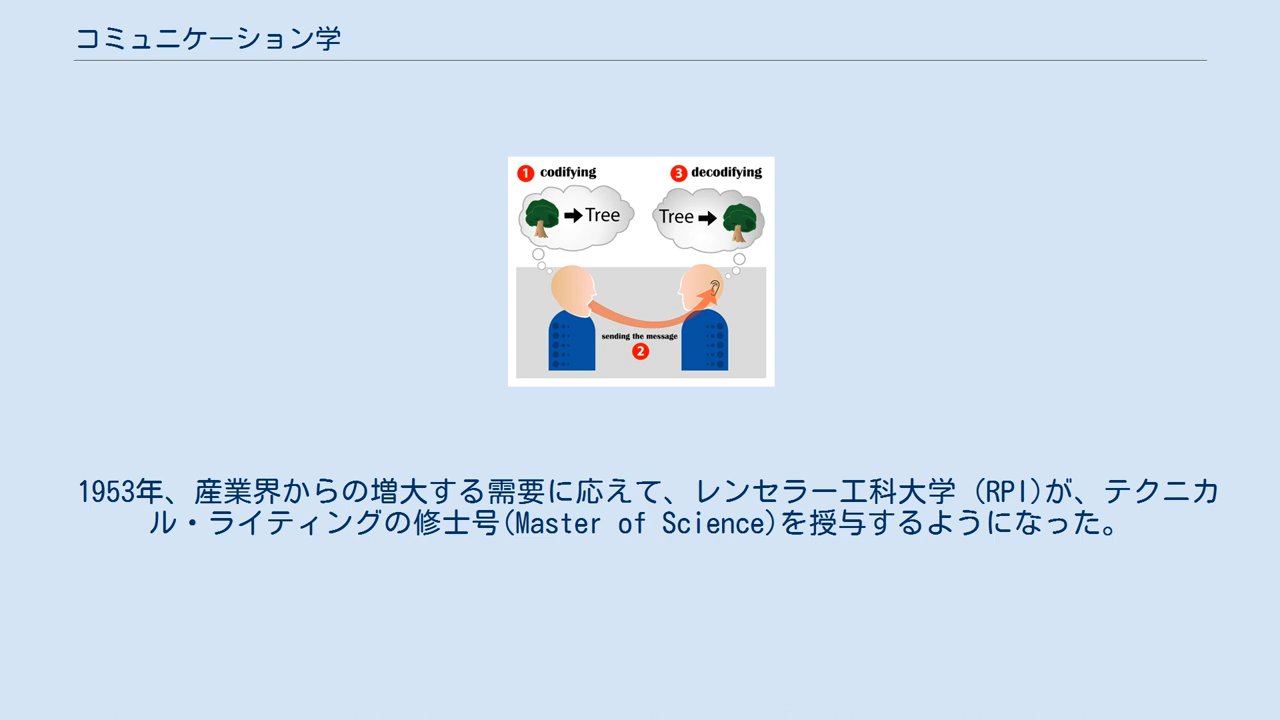 コミュニケーション学
1 codifying
3 decodifying
Tree
Tree
sending the message
2
1953年、産業界からの増大する需要に応えて、レンセラー工科大学 (RPI)が、テクニカ
ル・ライティングの修士号(Master of Science)を授与するようになった。